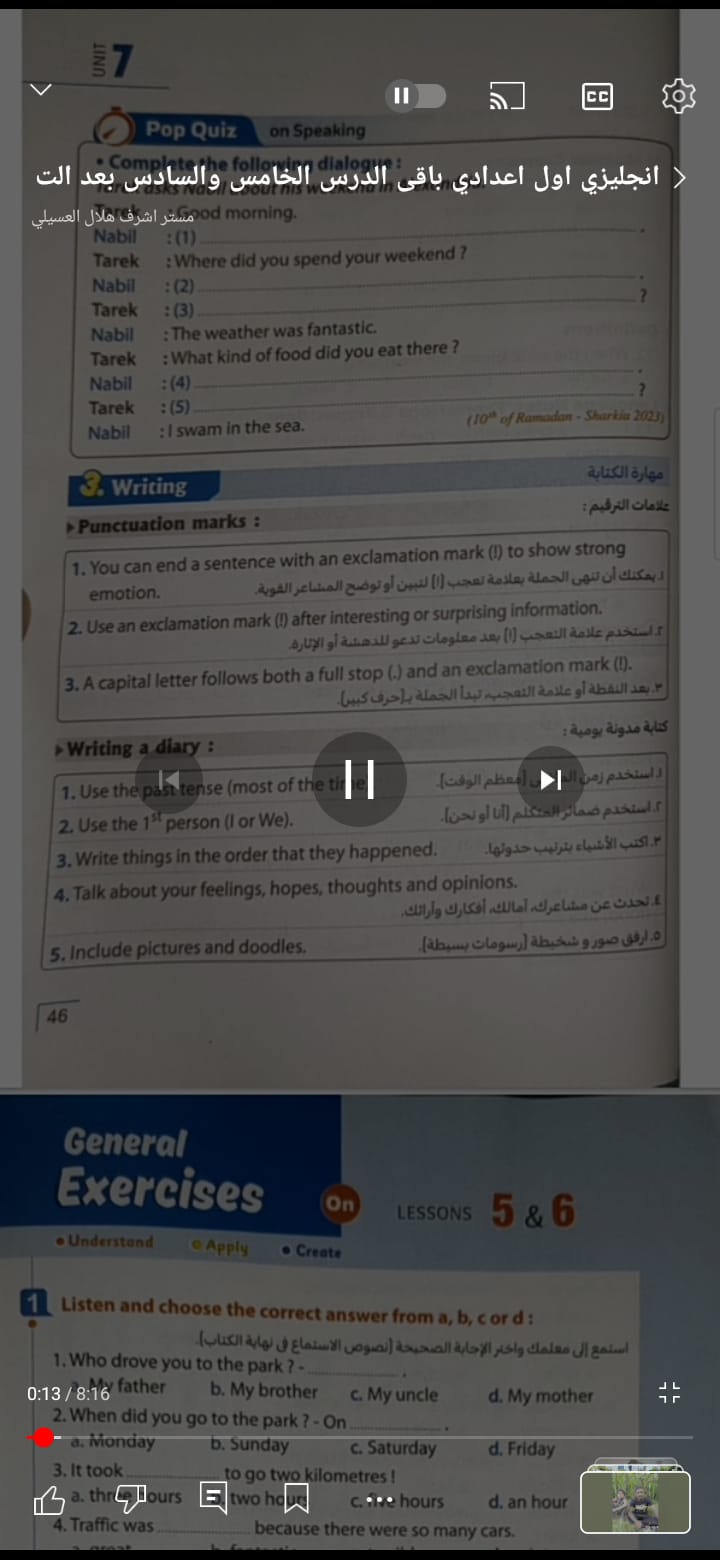 UNIT 7
Pop Quiz on Speaking
• Complete the following dialogue :
انجليزي اول اعدادي باقى الدرس الخامس والسادس بعد الت
Tarek asks Nabil about his weekend in
مستر اشرف هلال العسيلي
Tarek : Good morning.
Nabil : (1) .
Tarek : Where did you spend your weekend ?
Nabil : (2) .
Tarek : (3) ?
Nabil : The weather was fantastic.
Tarek : What kind of food did you eat there ?
Nabil : (4) .
Tarek : (5) ?
Nabil : I swam in the sea.
(10th of Ramadan - Sharkia 2023)
3. Writing مهارة الكتابة
▸Punctuation marks : علامات الترقيم :
1. You can end a sentence with an exclamation mark (!) to show strong
emotion.
١. يمكنك أن تنهى الجملة بعلامة تعجب (!) لتبين أو توضح المشاعر القوية.
2. Use an exclamation mark (!) after interesting or surprising information.
٢. استخدم علامة التعجب (!) بعد معلومات تدعو للدهشة أو الإثارة.
3. A capital letter follows both a full stop (.) and an exclamation mark (!).
٣. بعد النقطة أو علامة التعجب، تبدأ الجملة بـ(حرف كبير).
▸Writing a diary : كتابة مدونة يومية :
1. Use the past tense (most of the time). ١. استخدم زمن (معظم الوقت).
2. Use the 1st person (I or We). ٢. استخدم ضمائر المتكلم (أنا أو نحن).
3. Write things in the order that they happened. ٣. اكتب الأشياء بترتيب حدوثها.
4. Talk about your feelings, hopes, thoughts and opinions.
٤. تحدث عن مشاعرك، آمالك، أفكارك وآرائك.
5. Include pictures and doodles. ٥. ارفق صور و شخبطة (رسومات بسيطة).
46
General
Exercises On LESSONS 5 & 6
• Understand • Apply • Create
1 Listen and choose the correct answer from a, b, c or d :
استمع إلى معلمك واختر الإجابة الصحيحة (نصوص الاستماع فى نهاية الكتاب).
1. Who drove you to the park ? - .
a. My father b. My brother c. My uncle d. My mother
0:13 / 8:16
2. When did you go to the park ? - On .
a. Monday b. Sunday c. Saturday d. Friday
3. It took to go two kilometres !
a. three hours b. two hours c. five hours d. an hour
4. Traffic was because there were so many cars.